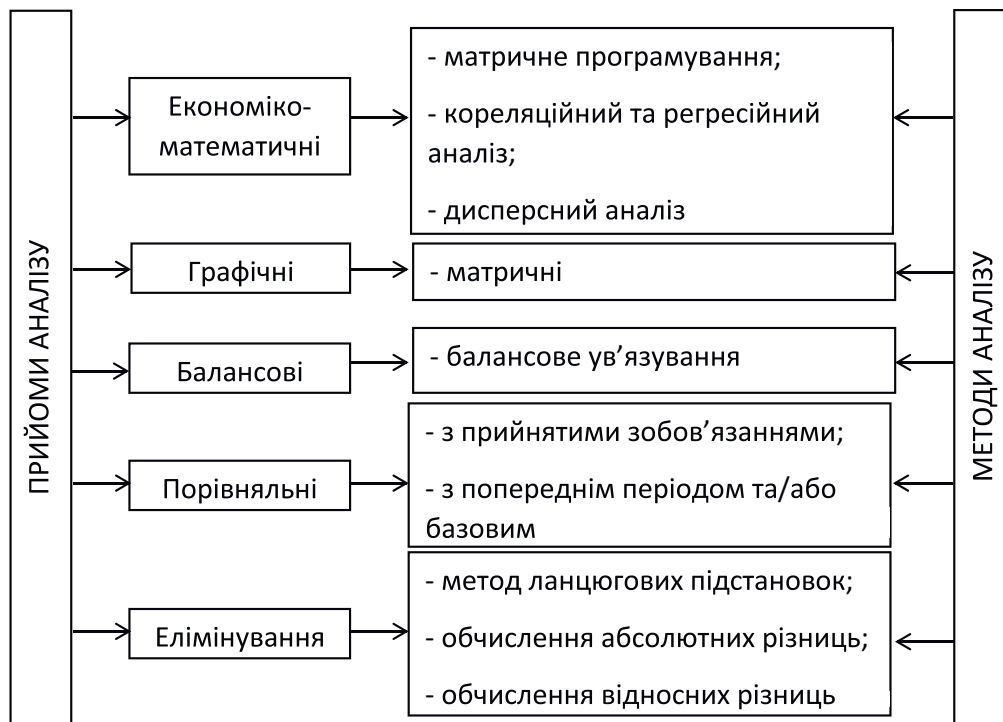 ПРИЙОМИ АНАЛІЗУ
Економіко-
математичні
- матричне програмування;
- кореляційний та регресійний
аналіз;
- дисперсний аналіз
Графічні
- матричні
Балансові
- балансове ув’язування
Порівняльні
- з прийнятими зобов’язаннями;
- з попереднім періодом та/або
базовим
Елімінування
- метод ланцюгових підстановок;
- обчислення абсолютних різниць;
- обчислення відносних різниць
МЕТОДИ АНАЛІЗУ